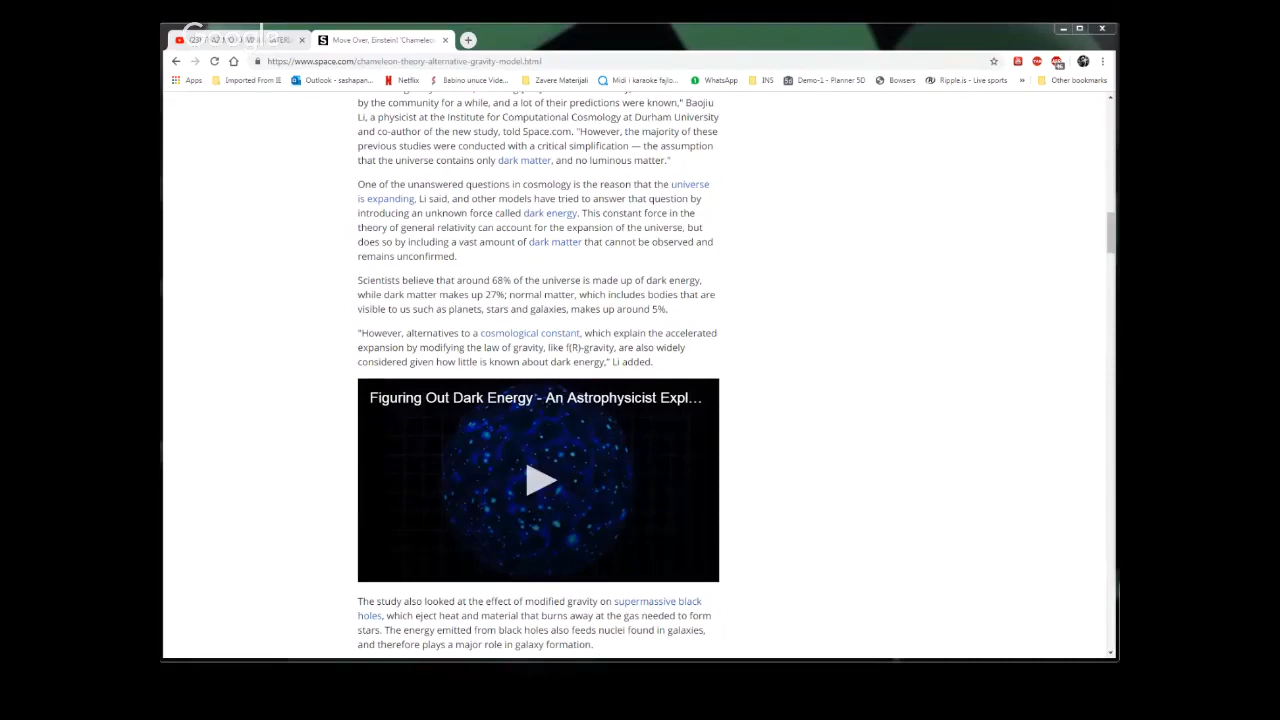 Google
Move Over, Einstein! 'Chameleo
https://www.space.com/chameleon-theory-alternative-gravity-model.html
Apps Imported From IE Outlook - sashapan... Netflix Babino unuce Vide... Zavere Materijali Midi i karaoke fajlo... WhatsApp INS Demo-1 - Planner 5D Bowsers Ripple.is - Live sports » Other bookmarks
by the community for a while, and a lot of their predictions were known," Baojiu
Li, a physicist at the Institute for Computational Cosmology at Durham University
and co-author of the new study, told Space.com. "However, the majority of these
previous studies were conducted with a critical simplification — the assumption
that the universe contains only dark matter, and no luminous matter."
One of the unanswered questions in cosmology is the reason that the universe
is expanding, Li said, and other models have tried to answer that question by
introducing an unknown force called dark energy. This constant force in the
theory of general relativity can account for the expansion of the universe, but
does so by including a vast amount of dark matter that cannot be observed and
remains unconfirmed.
Scientists believe that around 68% of the universe is made up of dark energy,
while dark matter makes up 27%; normal matter, which includes bodies that are
visible to us such as planets, stars and galaxies, makes up around 5%.
"However, alternatives to a cosmological constant, which explain the accelerated
expansion by modifying the law of gravity, like f(R)-gravity, are also widely
considered given how little is known about dark energy," Li added.
Figuring Out Dark Energy - An Astrophysicist Expl...
The study also looked at the effect of modified gravity on supermassive black
holes, which eject heat and material that burns away at the gas needed to form
stars. The energy emitted from black holes also feeds nuclei found in galaxies,
and therefore plays a major role in galaxy formation.